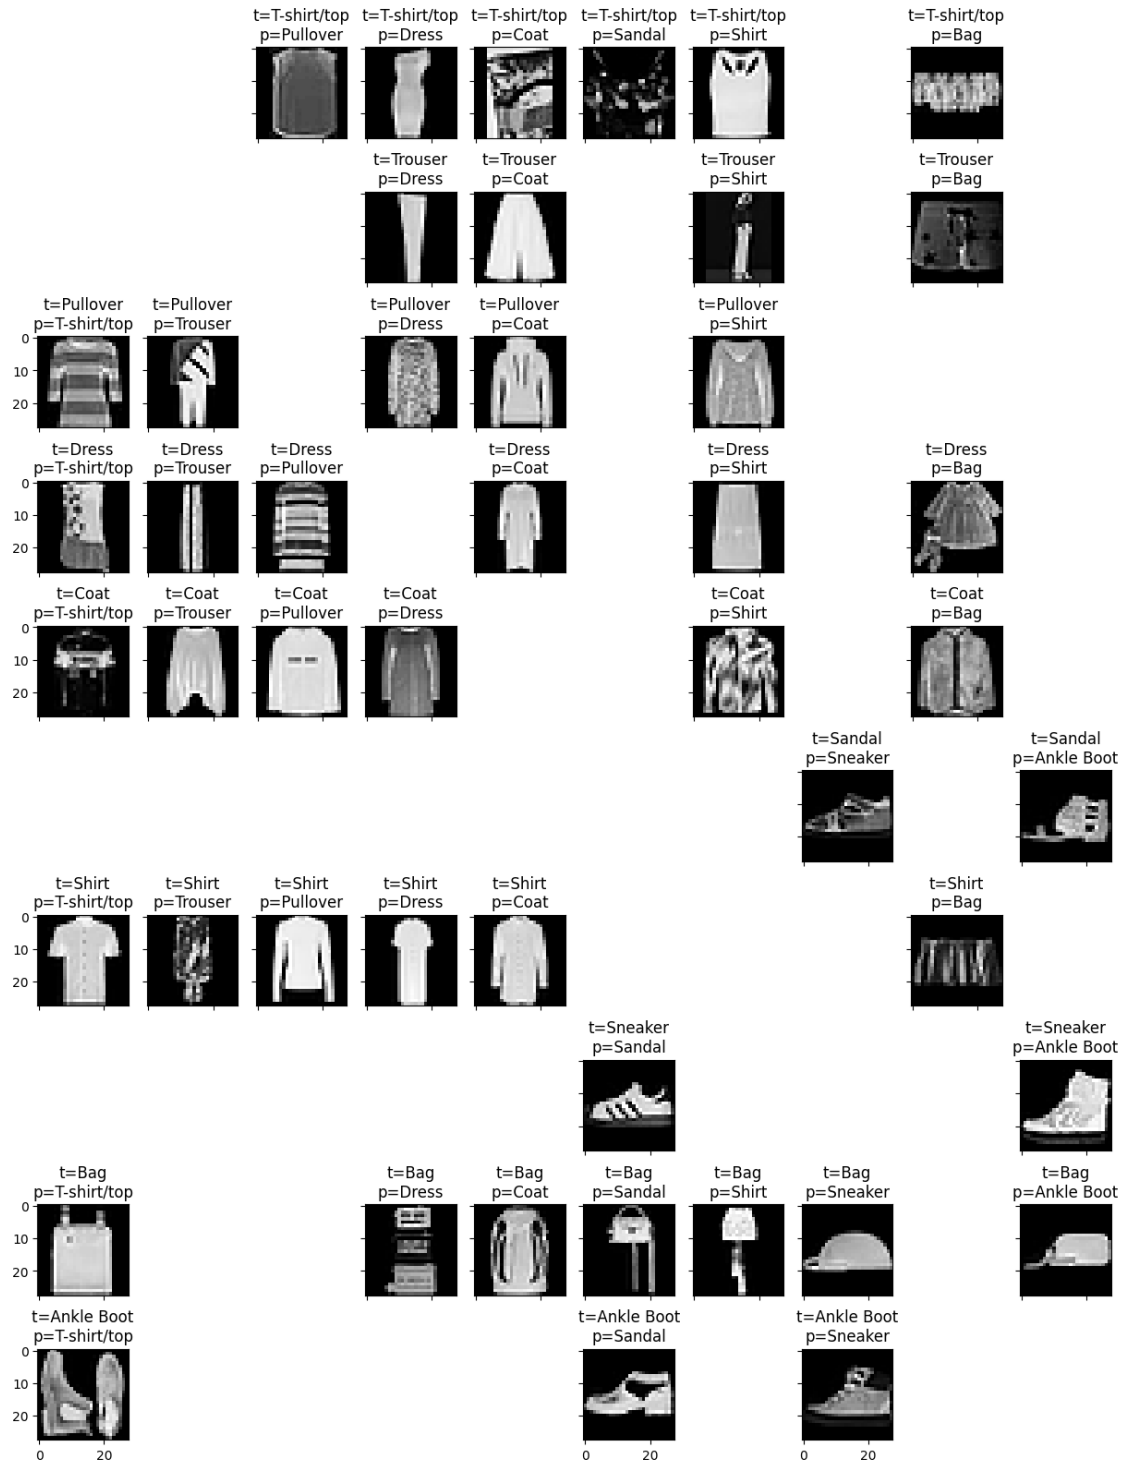 t=T-shirt/top t=T-shirt/top t=T-shirt/top t=T-shirt/top t=T-shirt/top t=T-shirt/top
p=Pullover p=Dress p=Coat p=Sandal p=Shirt p=Bag
t=Trouser t=Trouser t=Trouser t=Trouser
p=Dress p=Coat p=Shirt p=Bag
t=Pullover t=Pullover t=Pullover t=Pullover t=Pullover
p=T-shirt/top p=Trouser p=Dress p=Coat p=Shirt
0
10
20
t=Dress t=Dress t=Dress t=Dress t=Dress t=Dress
p=T-shirt/top p=Trouser p=Pullover p=Coat p=Shirt p=Bag
0
10
20
t=Coat t=Coat t=Coat t=Coat t=Coat t=Coat
p=T-shirt/top p=Trouser p=Pullover p=Dress p=Shirt p=Bag
0
10
20
t=Sandal t=Sandal
p=Sneaker p=Ankle Boot
t=Shirt t=Shirt t=Shirt t=Shirt t=Shirt t=Shirt
p=T-shirt/top p=Trouser p=Pullover p=Dress p=Coat p=Bag
0
10
20
t=Sneaker t=Sneaker
p=Sandal p=Ankle Boot
t=Bag t=Bag t=Bag t=Bag t=Bag t=Bag t=Bag
p=T-shirt/top p=Dress p=Coat p=Sandal p=Shirt p=Sneaker p=Ankle Boot
0
10
20
t=Ankle Boot t=Ankle Boot t=Ankle Boot
p=T-shirt/top p=Sandal p=Sneaker
0
10
20
0 20 0 20 0 20